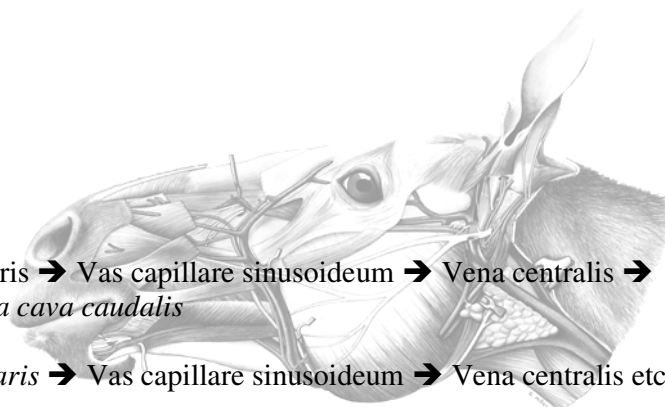 ris ➔ Vas capillare sinusoideum ➔ Vena centralis ➔
a cava caudalis
aris ➔ Vas capillare sinusoideum ➔ Vena centralis etc